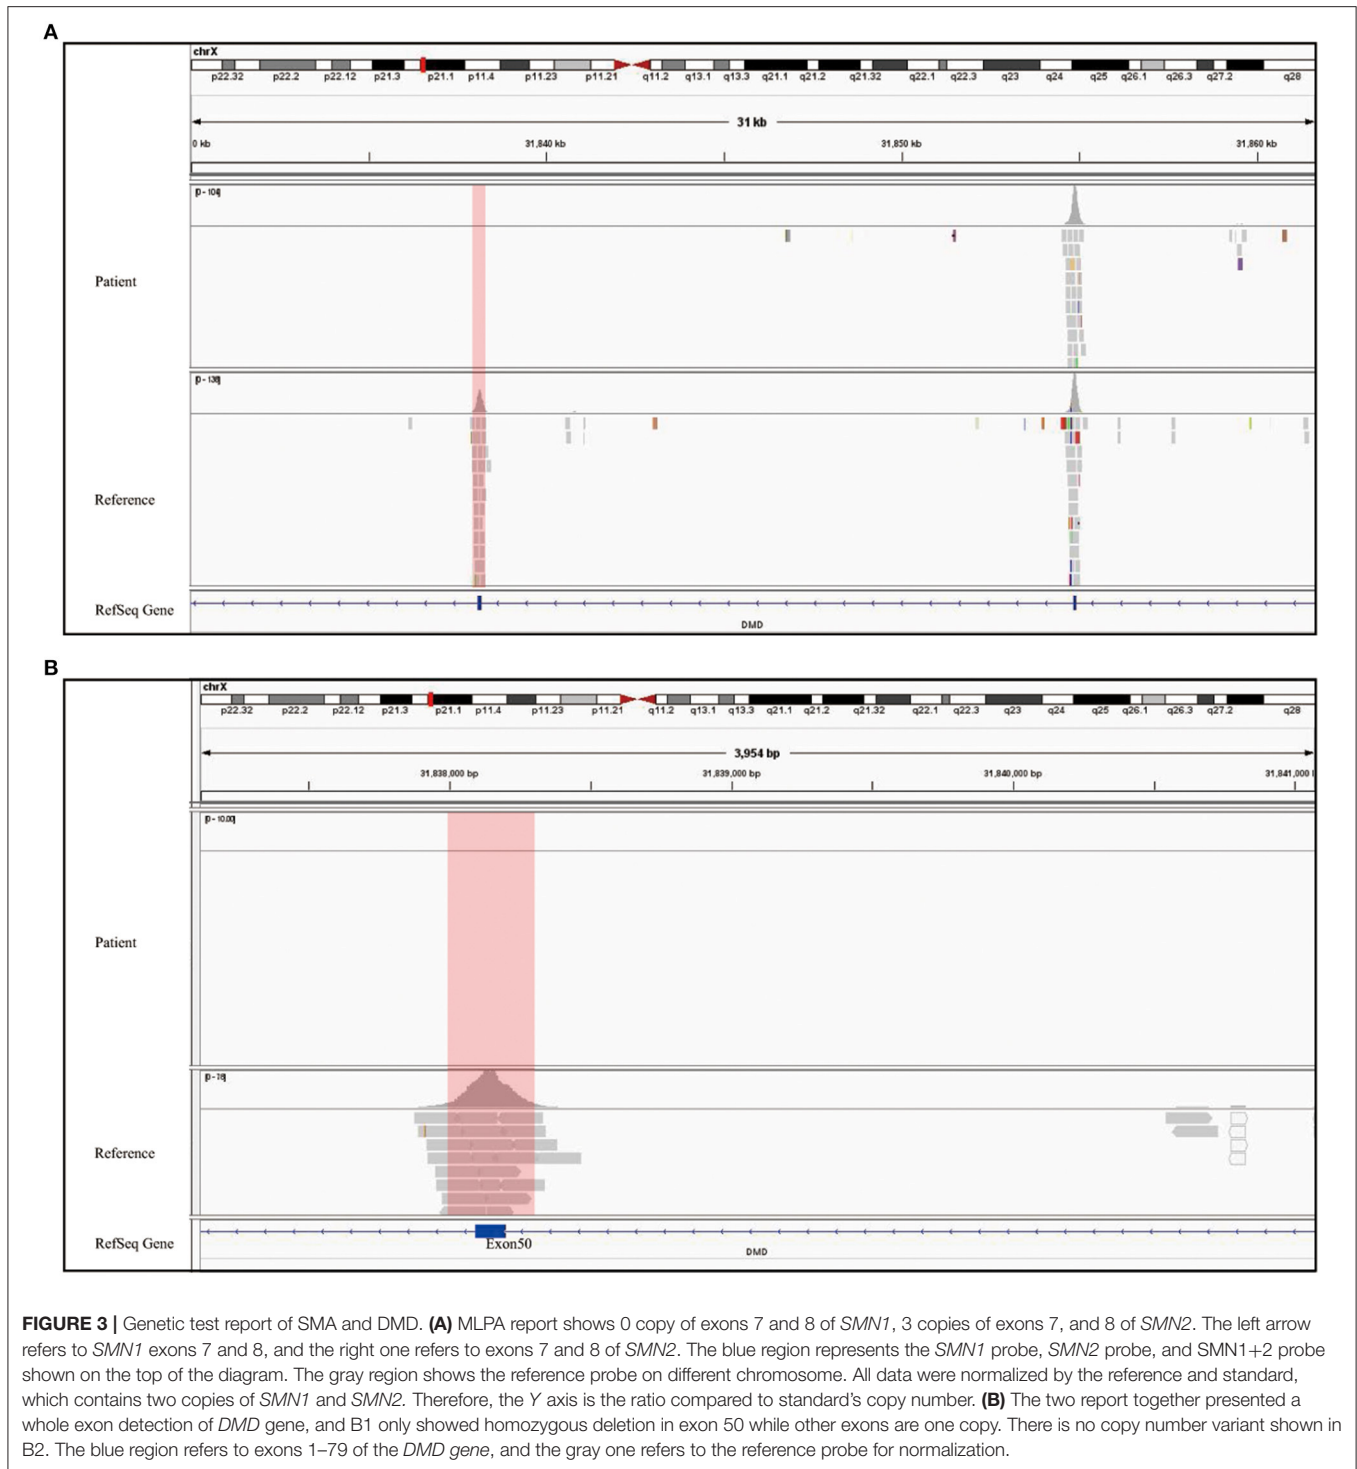 A
chrX
p22.32 p22.2 p22.12 p21.3 p21.1 p11.4 p11.23 p11.21 q11.2 q13.1 q13.3 q21.1 q21.2 q21.32 q22.1 q22.3 q23 q24 q25 q26.1 q26.3 q27.2 q28
31 kb
0 kb 31,840 kb 31,850 kb 31,860 kb
[0 - 104]
Patient
[0 - 138]
Reference
RefSeq Gene
DMD
B
chrX
p22.32 p22.2 p22.12 p21.3 p21.1 p11.4 p11.23 p11.21 q11.2 q13.1 q13.3 q21.1 q21.2 q21.32 q22.1 q22.3 q23 q24 q25 q26.1 q26.3 q27.2 q28
3,954 bp
31,838,000 bp 31,839,000 bp 31,840,000 bp 31,841,000
[0 - 10.00]
Patient
[0 - 78]
Reference
RefSeq Gene
Exon50
DMD
FIGURE 3 | Genetic test report of SMA and DMD. (A) MLPA report shows 0 copy of exons 7 and 8 of SMN1, 3 copies of exons 7, and 8 of SMN2. The left arrow
refers to SMN1 exons 7 and 8, and the right one refers to exons 7 and 8 of SMN2. The blue region represents the SMN1 probe, SMN2 probe, and SMN1+2 probe
shown on the top of the diagram. The gray region shows the reference probe on different chromosome. All data were normalized by the reference and standard,
which contains two copies of SMN1 and SMN2. Therefore, the Y axis is the ratio compared to standard's copy number. (B) The two report together presented a
whole exon detection of DMD gene, and B1 only showed homozygous deletion in exon 50 while other exons are one copy. There is no copy number variant shown in
B2. The blue region refers to exons 1–79 of the DMD gene, and the gray one refers to the reference probe for normalization.